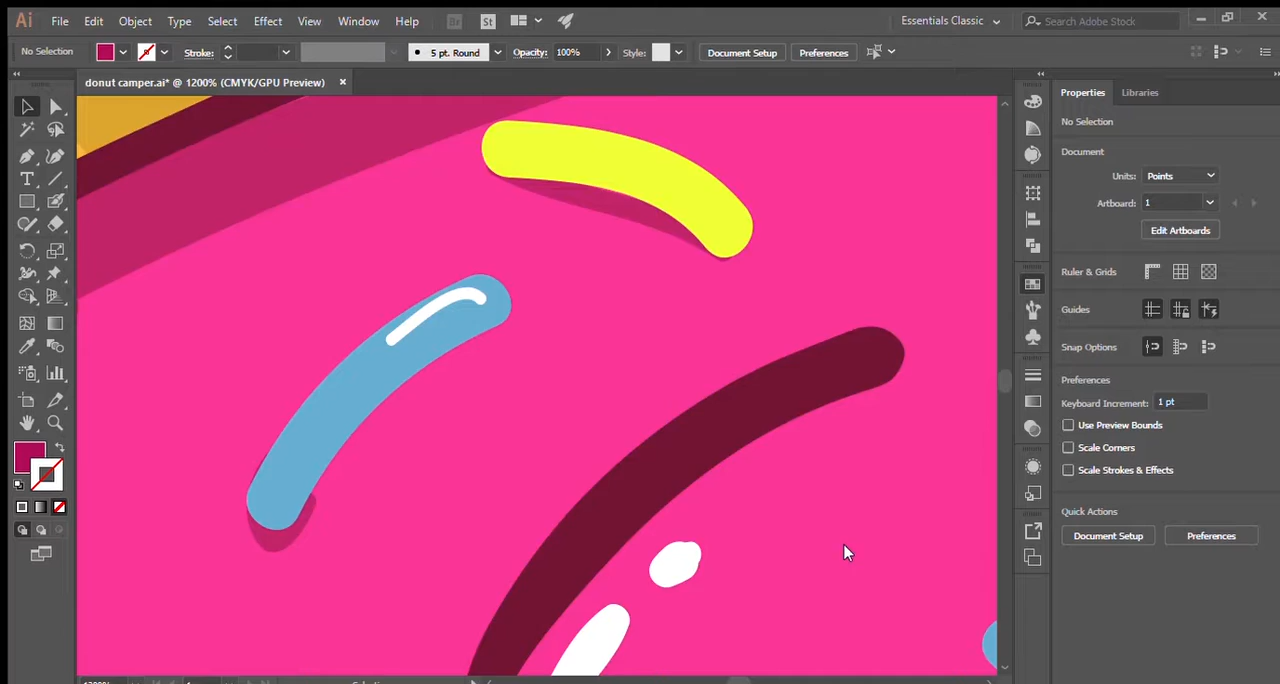 Ai File Edit Object Type Select Effect View Window Help Br St Essentials Classic Search Adobe Stock
No Selection Stroke: 5 pt. Round Opacity: 100% Style: Document Setup Preferences
donut camper.ai* @ 1200% (CMYK/GPU Preview) ×
Properties Libraries
No Selection
Document
Units: Points
Artboard: 1
Edit Artboards
Ruler & Grids
Guides
Snap Options
Preferences
Keyboard Increment: 1 pt
Use Preview Bounds
Scale Corners
Scale Strokes & Effects
Quick Actions
Document Setup Preferences